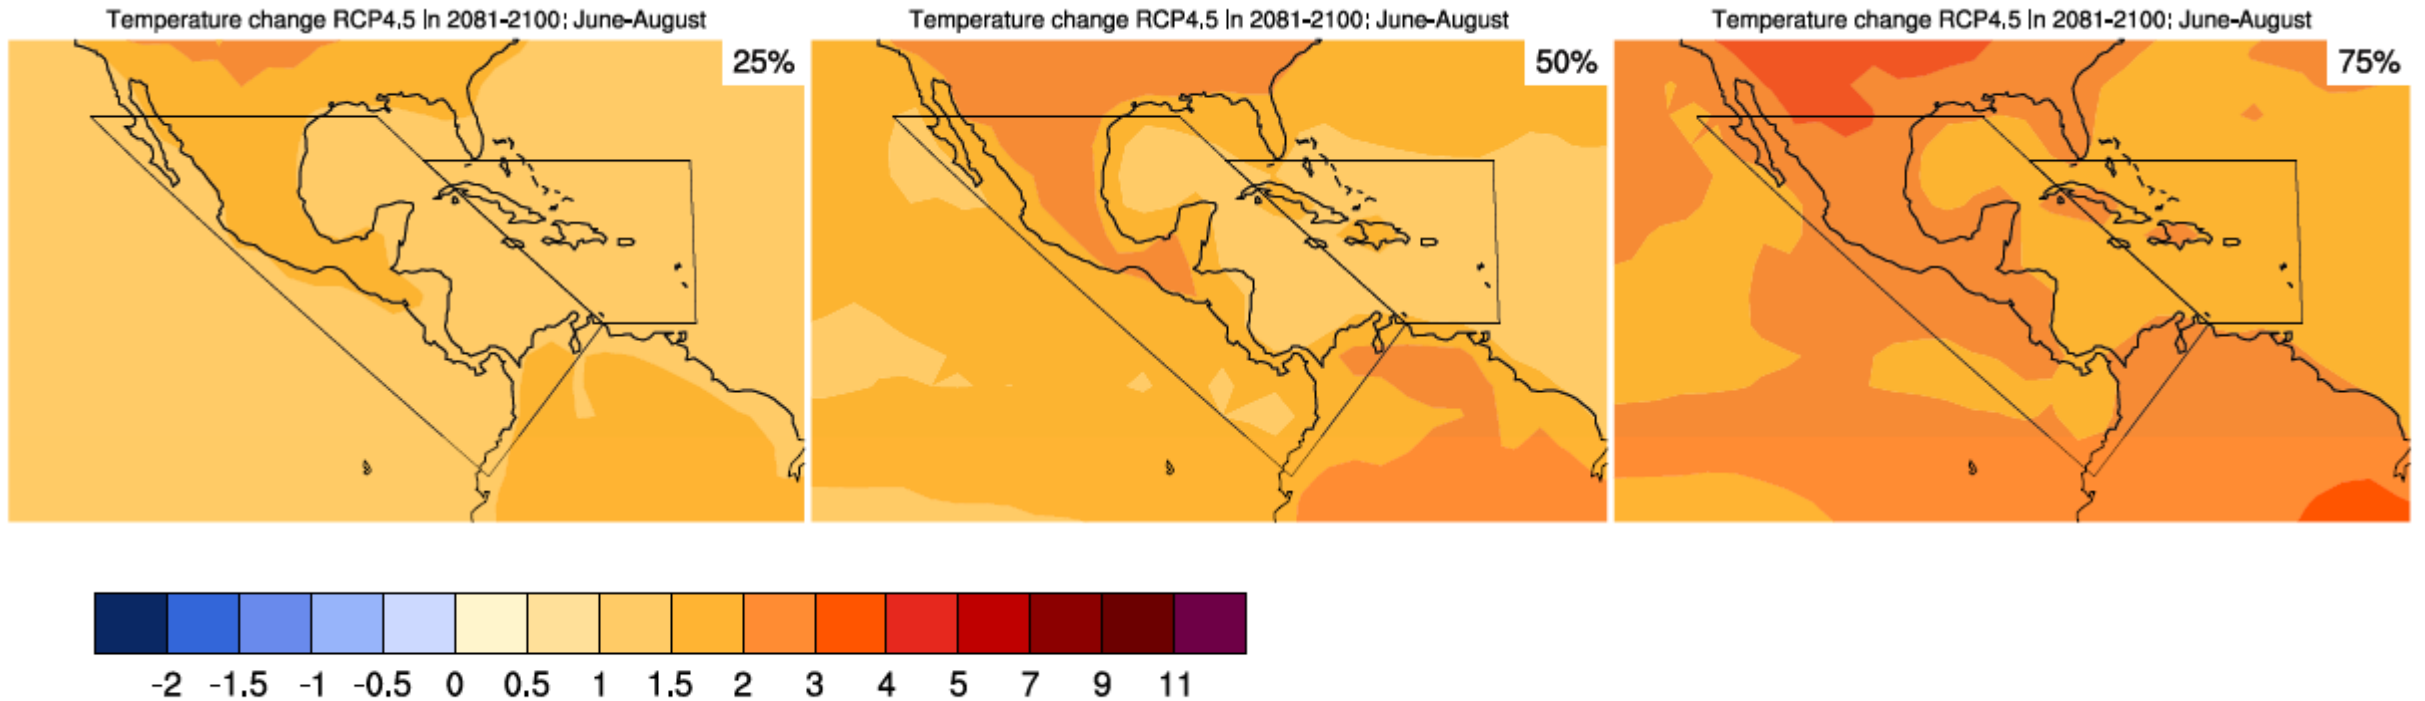 Temperature change RCP4.5 in 2081-2100: June-August
25%
Temperature change RCP4.5 in 2081-2100: June-August
50%
Temperature change RCP4.5 in 2081-2100: June-August
75%
-2 -1.5 -1 -0.5 0 0.5 1 1.5 2 3 4 5 7 9 11